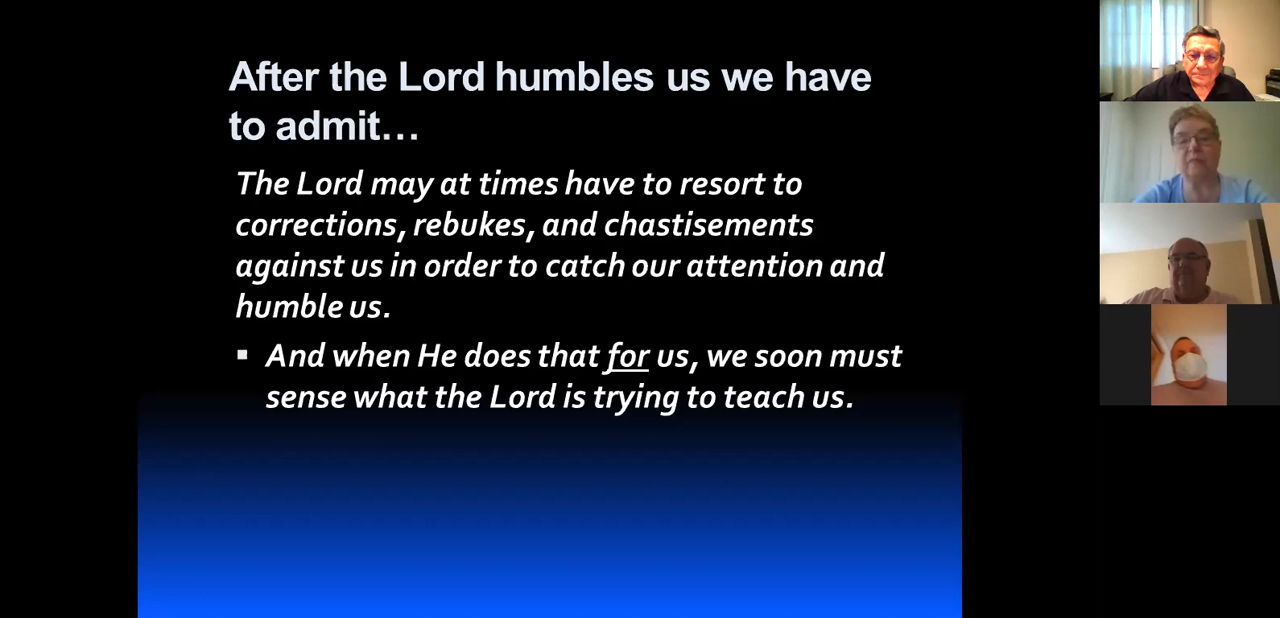 After the Lord humbles us we have
to admit…
The Lord may at times have to resort to
corrections, rebukes, and chastisements
against us in order to catch our attention and
humble us.
▪ And when He does that for us, we soon must
sense what the Lord is trying to teach us.